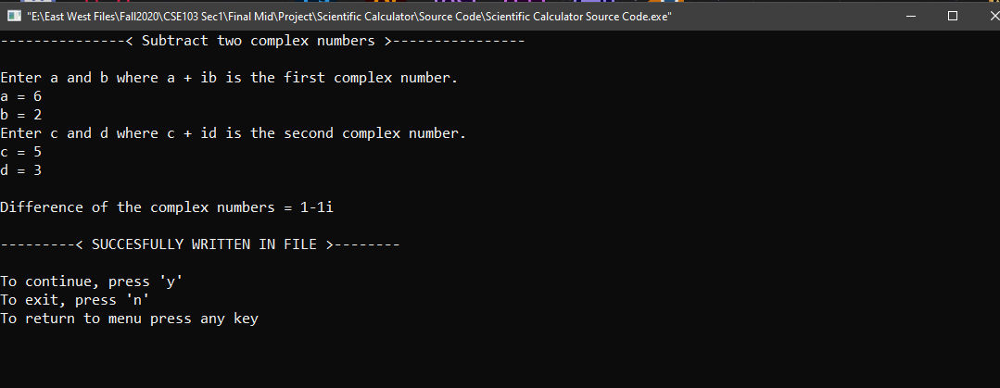 "E:\East West Files\Fall2020\CSE103 Sec1\Final Mid\Project\Scientific Calculator\Source Code\Scientific Calculator Source Code.exe"
---------------< Subtract two complex numbers >----------------
Enter a and b where a + ib is the first complex number.
a = 6
b = 2
Enter c and d where c + id is the second complex number.
c = 5
d = 3
Difference of the complex numbers = 1-1i
---------< SUCCESFULLY WRITTEN IN FILE >--------
To continue, press 'y'
To exit, press 'n'
To return to menu press any key